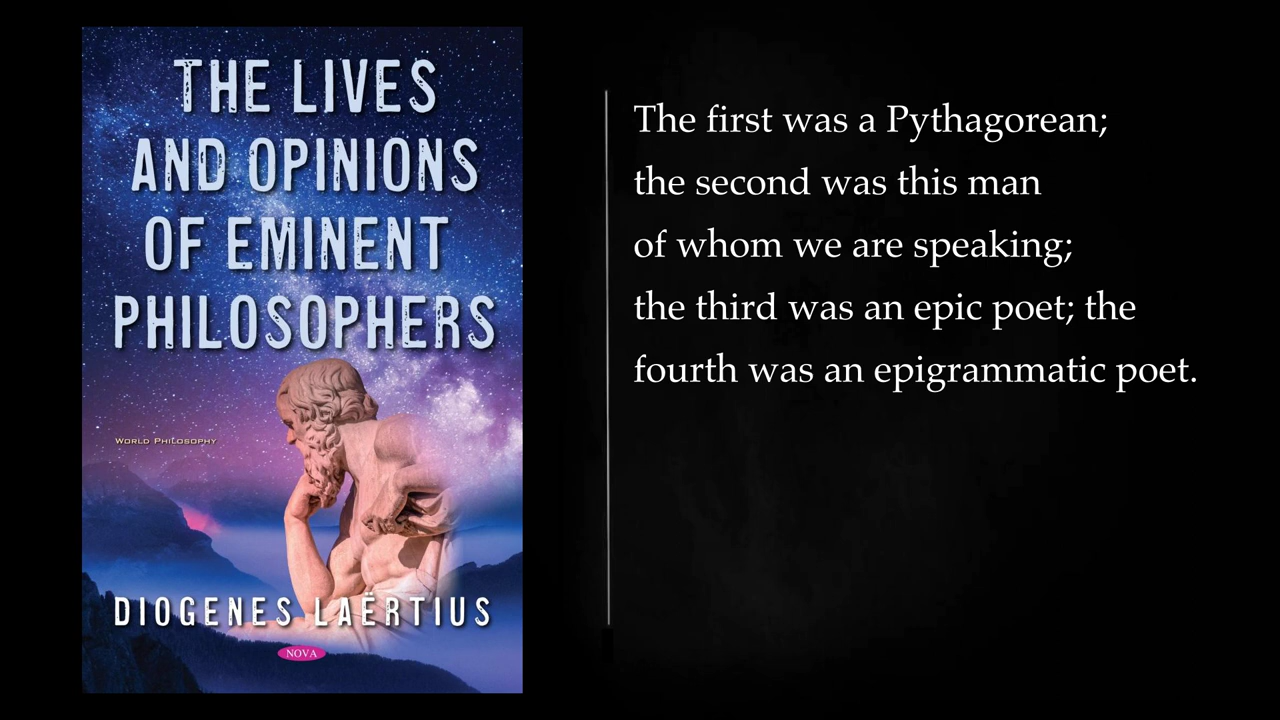 THE LIVES
AND OPINIONS
OF EMINENT
PHILOSOPHERS
WORLD PHILOSOPHY
DIOGENES LAËRTIUS
NOVA
The first was a Pythagorean;
the second was this man
of whom we are speaking;
the third was an epic poet; the
fourth was an epigrammatic poet.